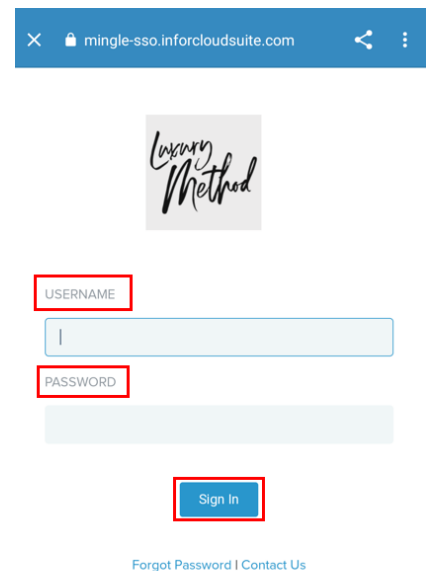 mingle-sso.inforcloudsuite.com
Luxury
Method
USERNAME
PASSWORD
Sign In
Forgot Password | Contact Us